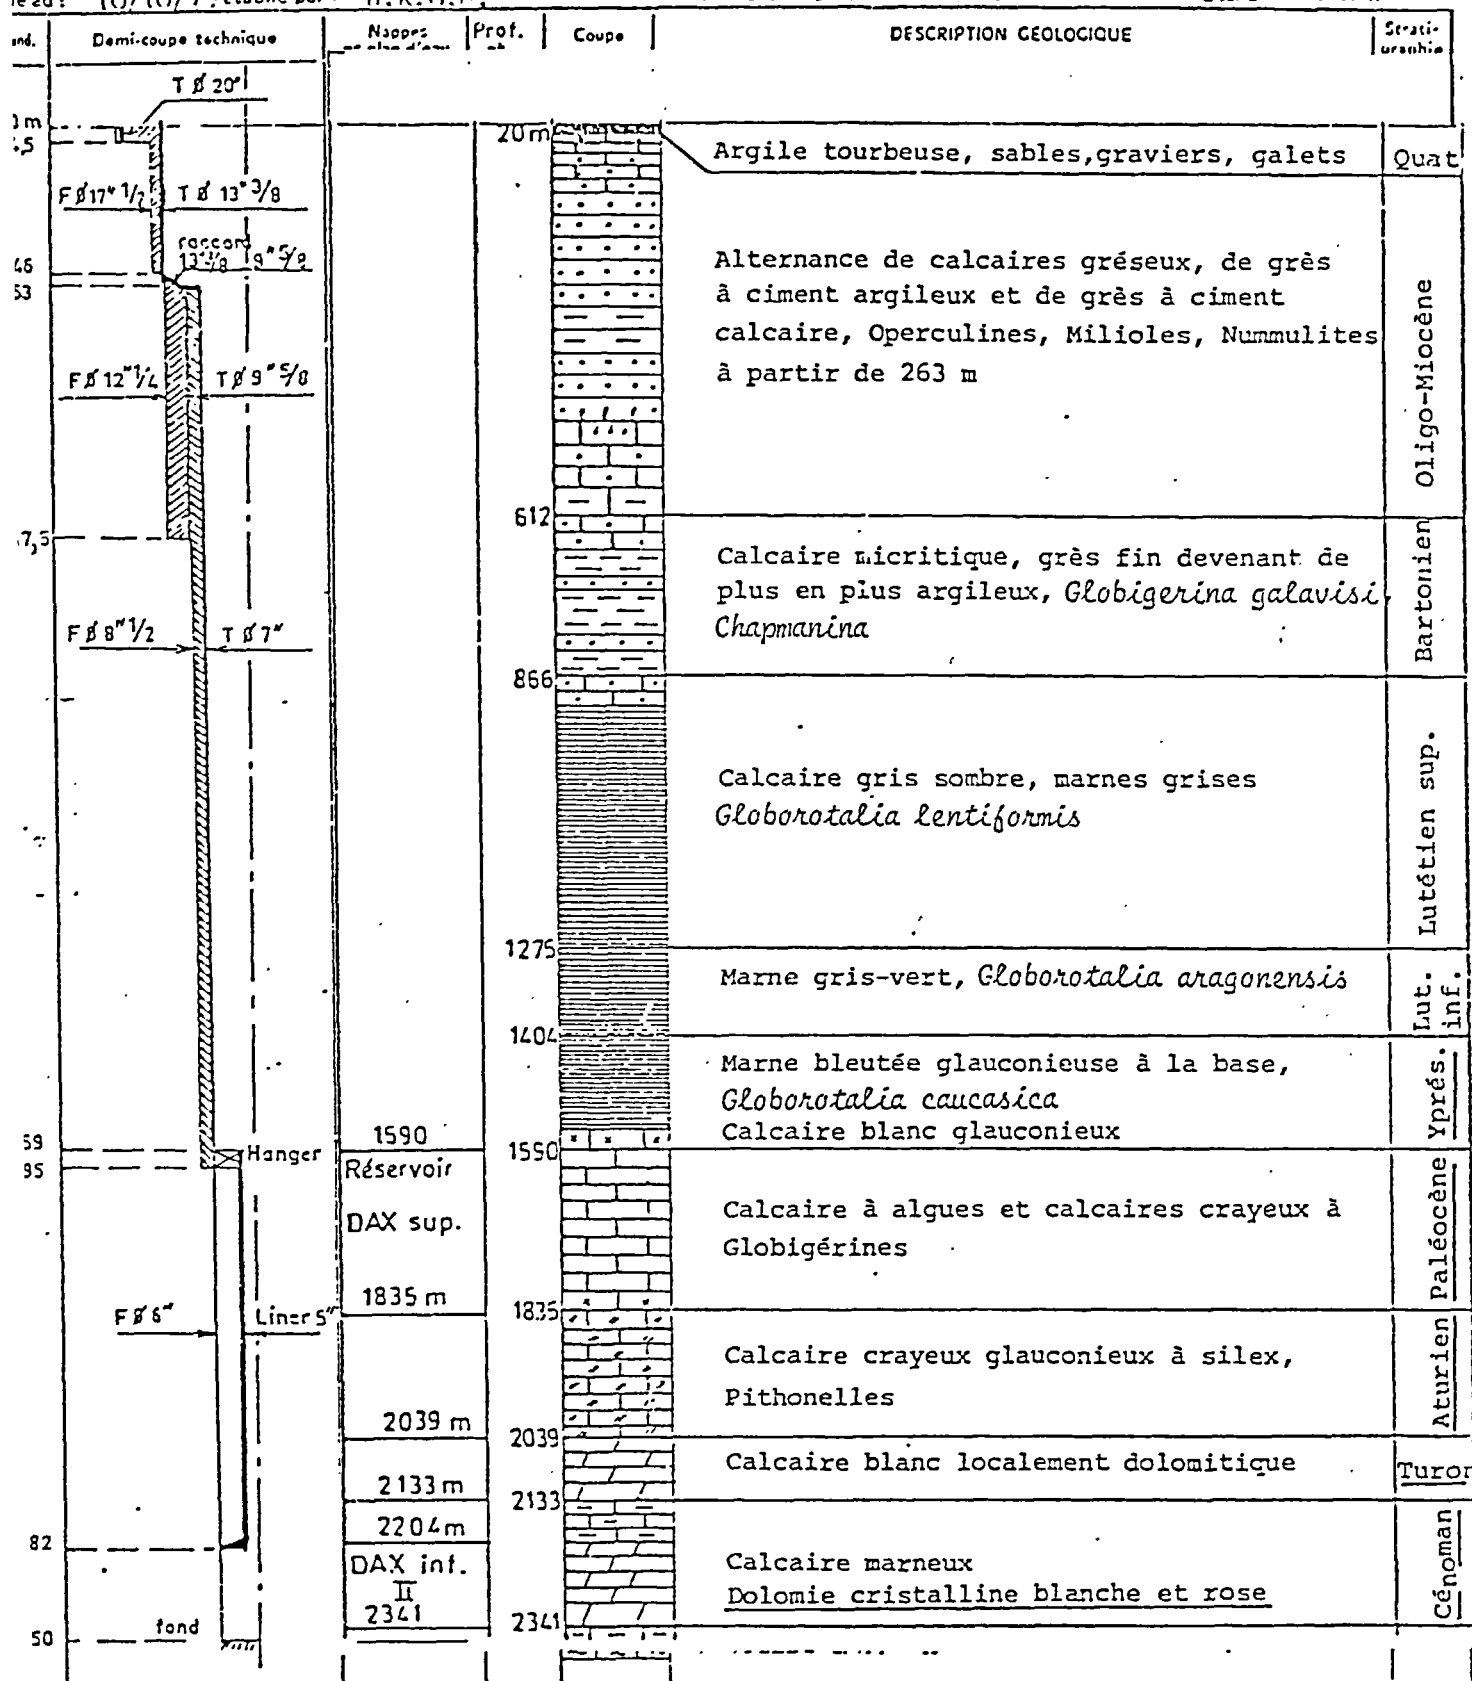 Demi-coupe technique
Nappes
Prof.
Coupe
DESCRIPTION GEOLOGIQUE
Strati-
graphie
T Ø 20"
20 m
Argile tourbeuse, sables,graviers, galets
Quat
F Ø 17" 1/2
T Ø 13" 3/8
raccord
13"3/8
9" 5/8
46
53
Alternance de calcaires gréseux, de grès
à ciment argileux et de grès à ciment
calcaire, Operculines, Milioles, Nummulites
à partir de 263 m
Oligo-Miocène
F Ø 12" 1/4
T Ø 9" 5/8
612
7,5
Calcaire micritique, grès fin devenant de
plus en plus argileux, Globigerina galavisi,
Chapmanina
Bartonien
F Ø 8" 1/2
T Ø 7"
866
Calcaire gris sombre, marnes grises
Globorotalia lentiformis
Lutétien sup.
1275
Marne gris-vert, Globorotalia aragonensis
Lut.
inf.
1404
Marne bleutée glauconieuse à la base,
Globorotalia caucasica
Calcaire blanc glauconieux
Yprés.
59
Hanger
1590
1590
95
Réservoir
DAX sup.
Calcaire à algues et calcaires crayeux à
Globigérines
Paléocène
1835 m
1835
F Ø 6"
Liner 5"
Calcaire crayeux glauconieux à silex,
Pithonelles
Aturien
2039 m
2039
Calcaire blanc localement dolomitique
Turon
2133 m
2133
2204 m
82
DAX inf.
II
Calcaire marneux
Dolomie cristalline blanche et rose
Cénoman
2341
2341
50
fond